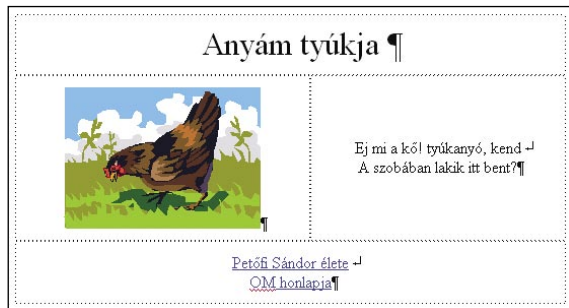 Anyám tyúkja ¶
Ej mi a kő! tyúkanyó, kend ↵
A szobában lakik itt bent?¶
¶
Petőfi Sándor élete ↵
OM honlapja¶